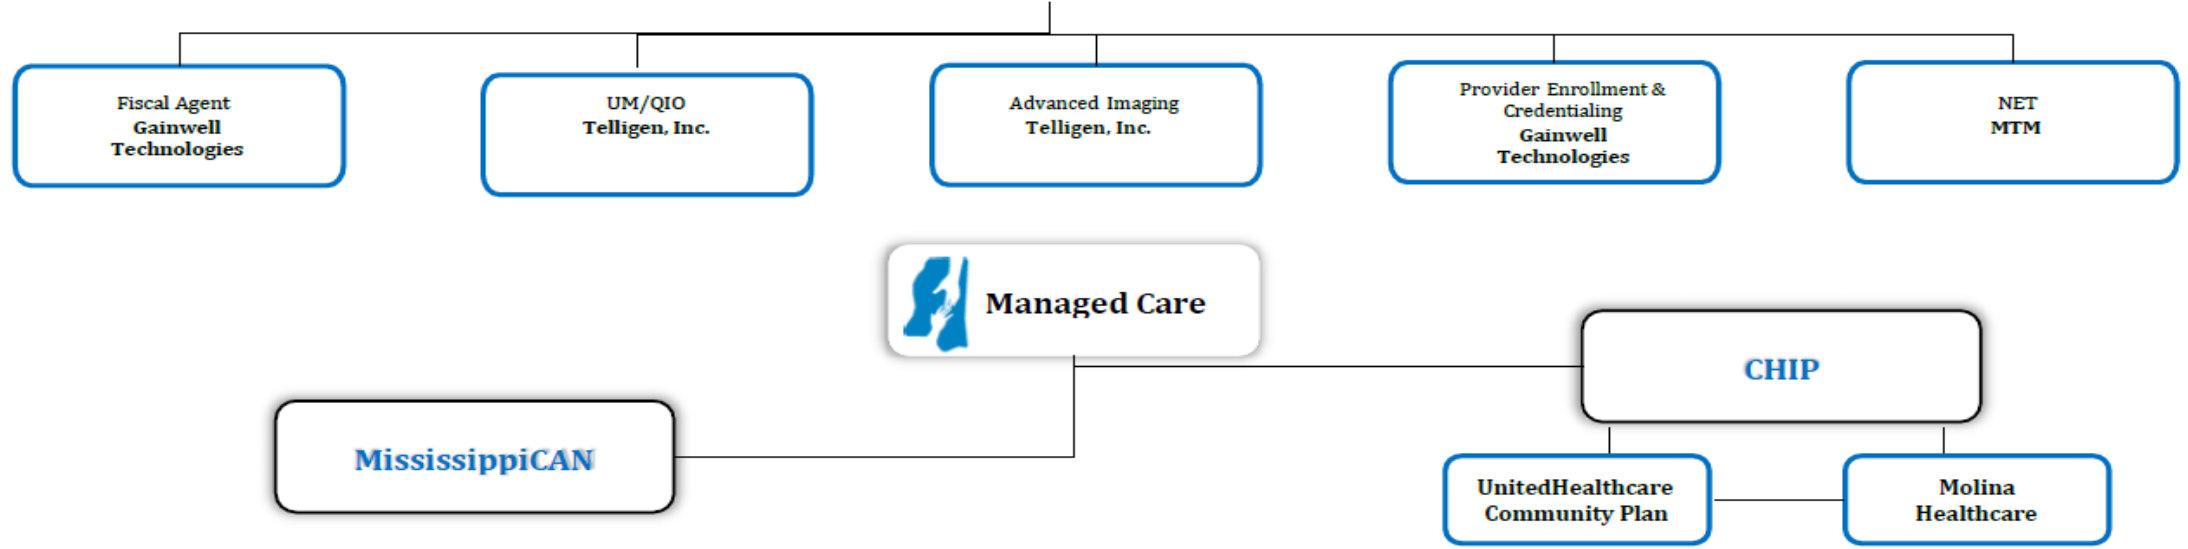 Fiscal Agent
Gainwell
Technologies
UM/QIO
Telligen, Inc.
Advanced Imaging
Telligen, Inc.
Provider Enrollment &
Credentialing
Gainwell
Technologies
NET
MTM
Managed Care
CHIP
MississippiCAN
UnitedHealthcare
Community Plan
Molina
Healthcare